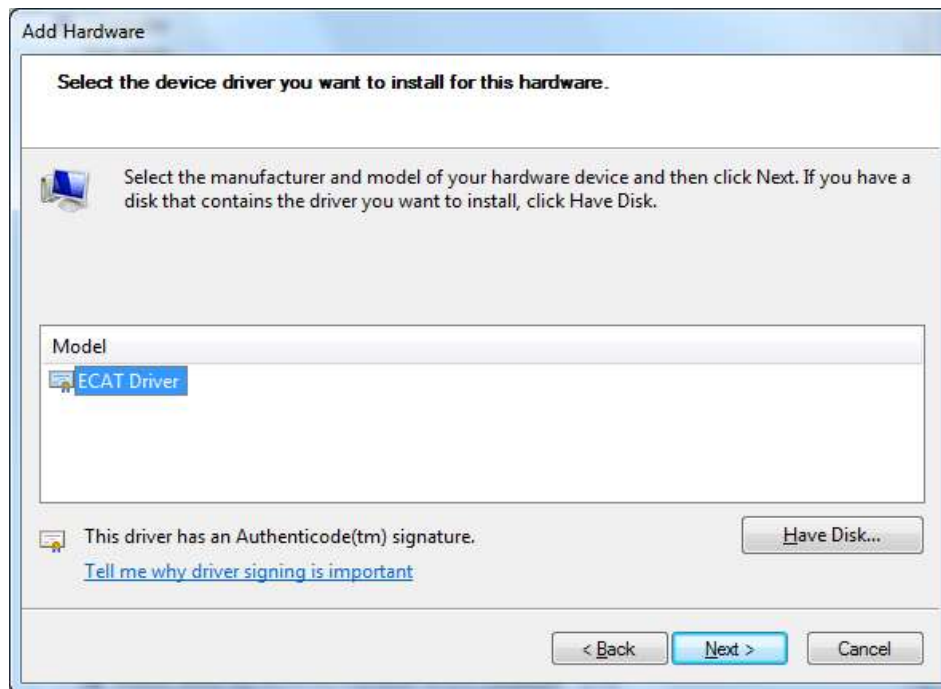 Add Hardware
Select the device driver you want to install for this hardware.
Select the manufacturer and model of your hardware device and then click Next. If you have a
disk that contains the driver you want to install, click Have Disk.
Model
ECAT Driver
This driver has an Authenticode(tm) signature.
Have Disk...
Tell me why driver signing is important
< Back
Next >
Cancel